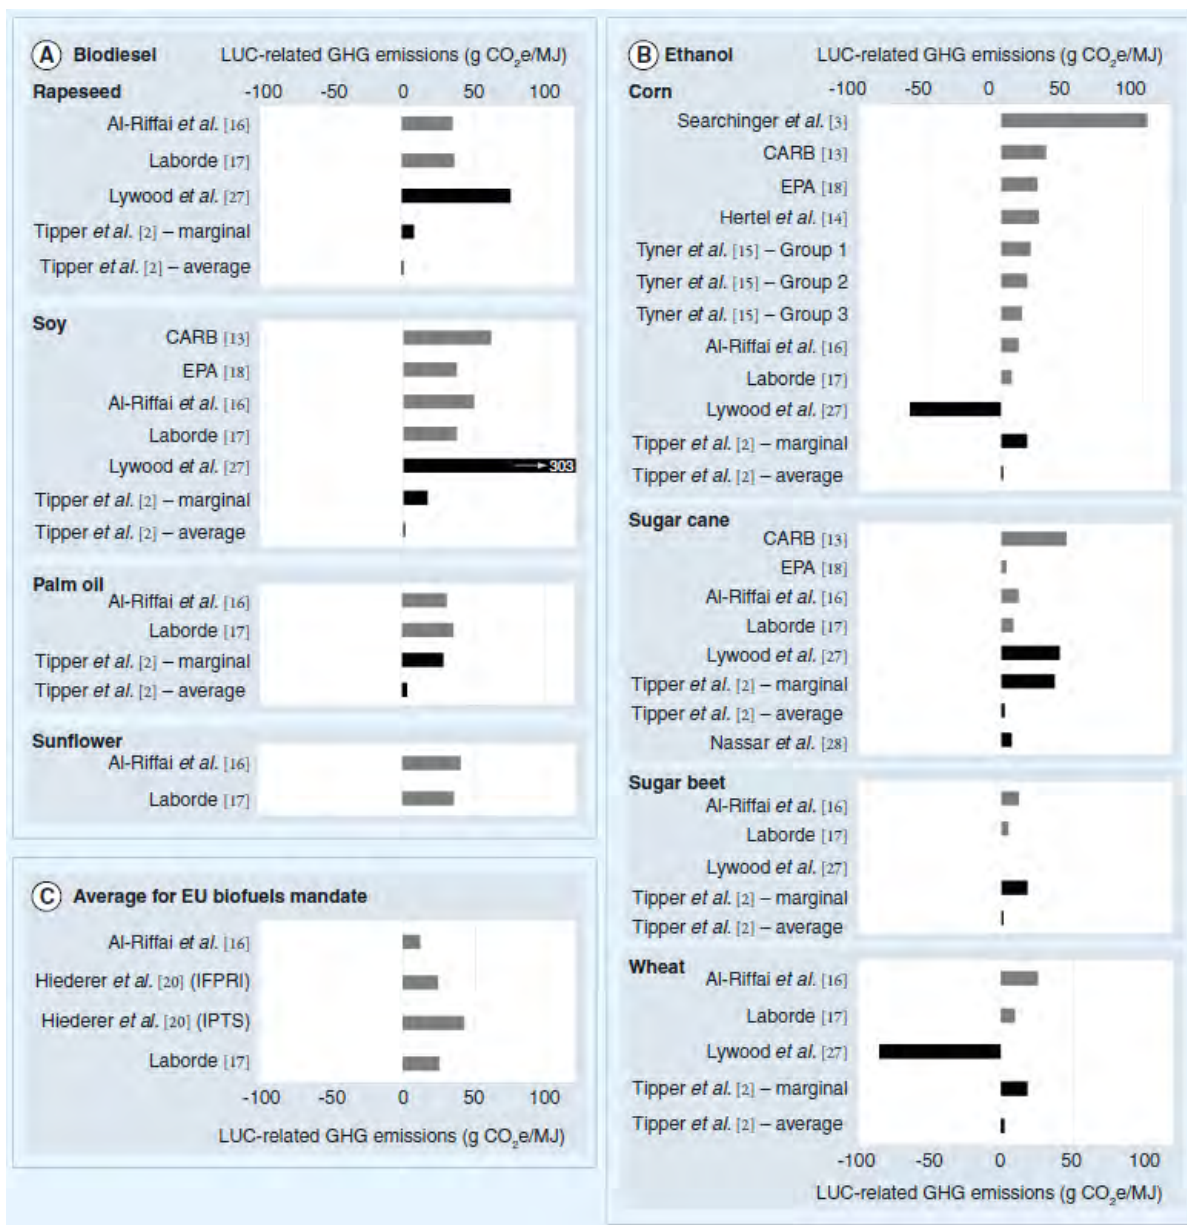 A Biodiesel LUC-related GHG emissions (g CO₂e/MJ)
Rapeseed -100 -50 0 50 100
Al-Riffai et al. [16]
Laborde [17]
Lywood et al. [27]
Tipper et al. [2] – marginal
Tipper et al. [2] – average
Soy
CARB [13]
EPA [18]
Al-Riffai et al. [16]
Laborde [17]
Lywood et al. [27] 303
Tipper et al. [2] – marginal
Tipper et al. [2] – average
Palm oil
Al-Riffai et al. [16]
Laborde [17]
Tipper et al. [2] – marginal
Tipper et al. [2] – average
Sunflower
Al-Riffai et al. [16]
Laborde [17]
C Average for EU biofuels mandate
Al-Riffai et al. [16]
Hiederer et al. [20] (IFPRI)
Hiederer et al. [20] (IPTS)
Laborde [17]
-100 -50 0 50 100
LUC-related GHG emissions (g CO₂e/MJ)
B Ethanol LUC-related GHG emissions (g CO₂e/MJ)
Corn -100 -50 0 50 100
Searchinger et al. [3]
CARB [13]
EPA [18]
Hertel et al. [14]
Tyner et al. [15] – Group 1
Tyner et al. [15] – Group 2
Tyner et al. [15] – Group 3
Al-Riffai et al. [16]
Laborde [17]
Lywood et al. [27]
Tipper et al. [2] – marginal
Tipper et al. [2] – average
Sugar cane
CARB [13]
EPA [18]
Al-Riffai et al. [16]
Laborde [17]
Lywood et al. [27]
Tipper et al. [2] – marginal
Tipper et al. [2] – average
Nassar et al. [28]
Sugar beet
Al-Riffai et al. [16]
Laborde [17]
Lywood et al. [27]
Tipper et al. [2] – marginal
Tipper et al. [2] – average
Wheat
Al-Riffai et al. [16]
Laborde [17]
Lywood et al. [27]
Tipper et al. [2] – marginal
Tipper et al. [2] – average
-100 -50 0 50 100
LUC-related GHG emissions (g CO₂e/MJ)